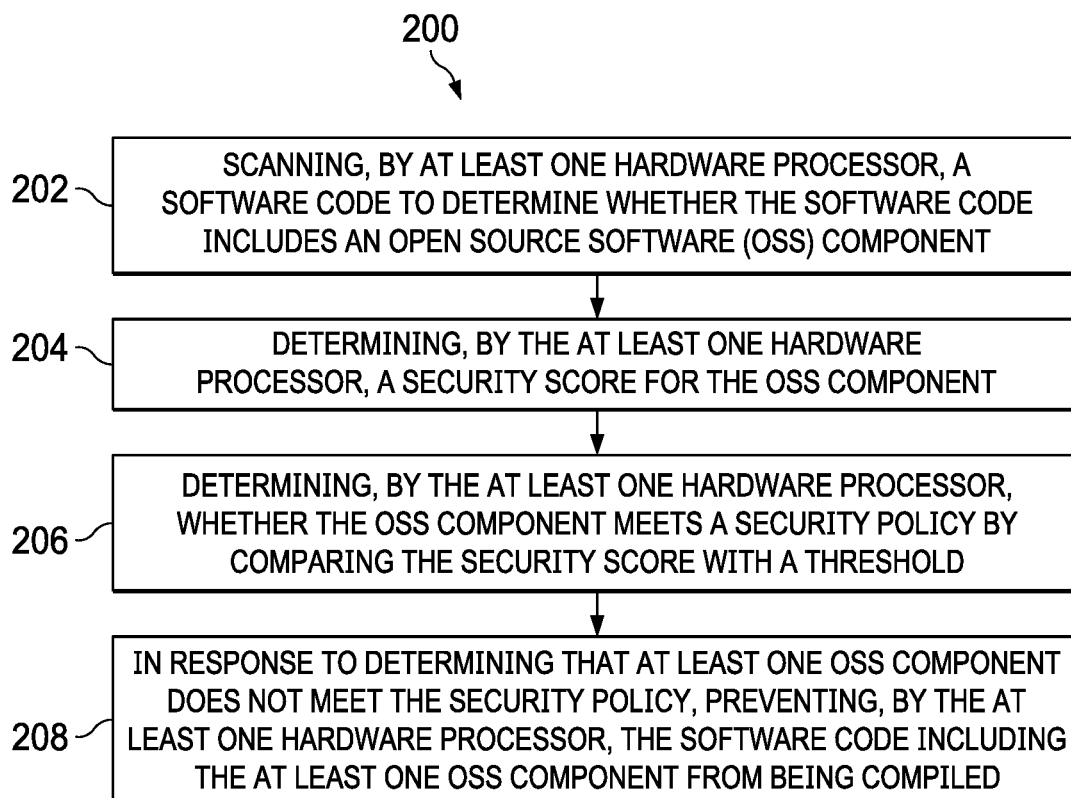 200
202
SCANNING, BY AT LEAST ONE HARDWARE PROCESSOR, A
SOFTWARE CODE TO DETERMINE WHETHER THE SOFTWARE CODE
INCLUDES AN OPEN SOURCE SOFTWARE (OSS) COMPONENT
204
DETERMINING, BY THE AT LEAST ONE HARDWARE
PROCESSOR, A SECURITY SCORE FOR THE OSS COMPONENT
206
DETERMINING, BY THE AT LEAST ONE HARDWARE PROCESSOR,
WHETHER THE OSS COMPONENT MEETS A SECURITY POLICY BY
COMPARING THE SECURITY SCORE WITH A THRESHOLD
208
IN RESPONSE TO DETERMINING THAT AT LEAST ONE OSS COMPONENT
DOES NOT MEET THE SECURITY POLICY, PREVENTING, BY THE AT
LEAST ONE HARDWARE PROCESSOR, THE SOFTWARE CODE INCLUDING
THE AT LEAST ONE OSS COMPONENT FROM BEING COMPILED